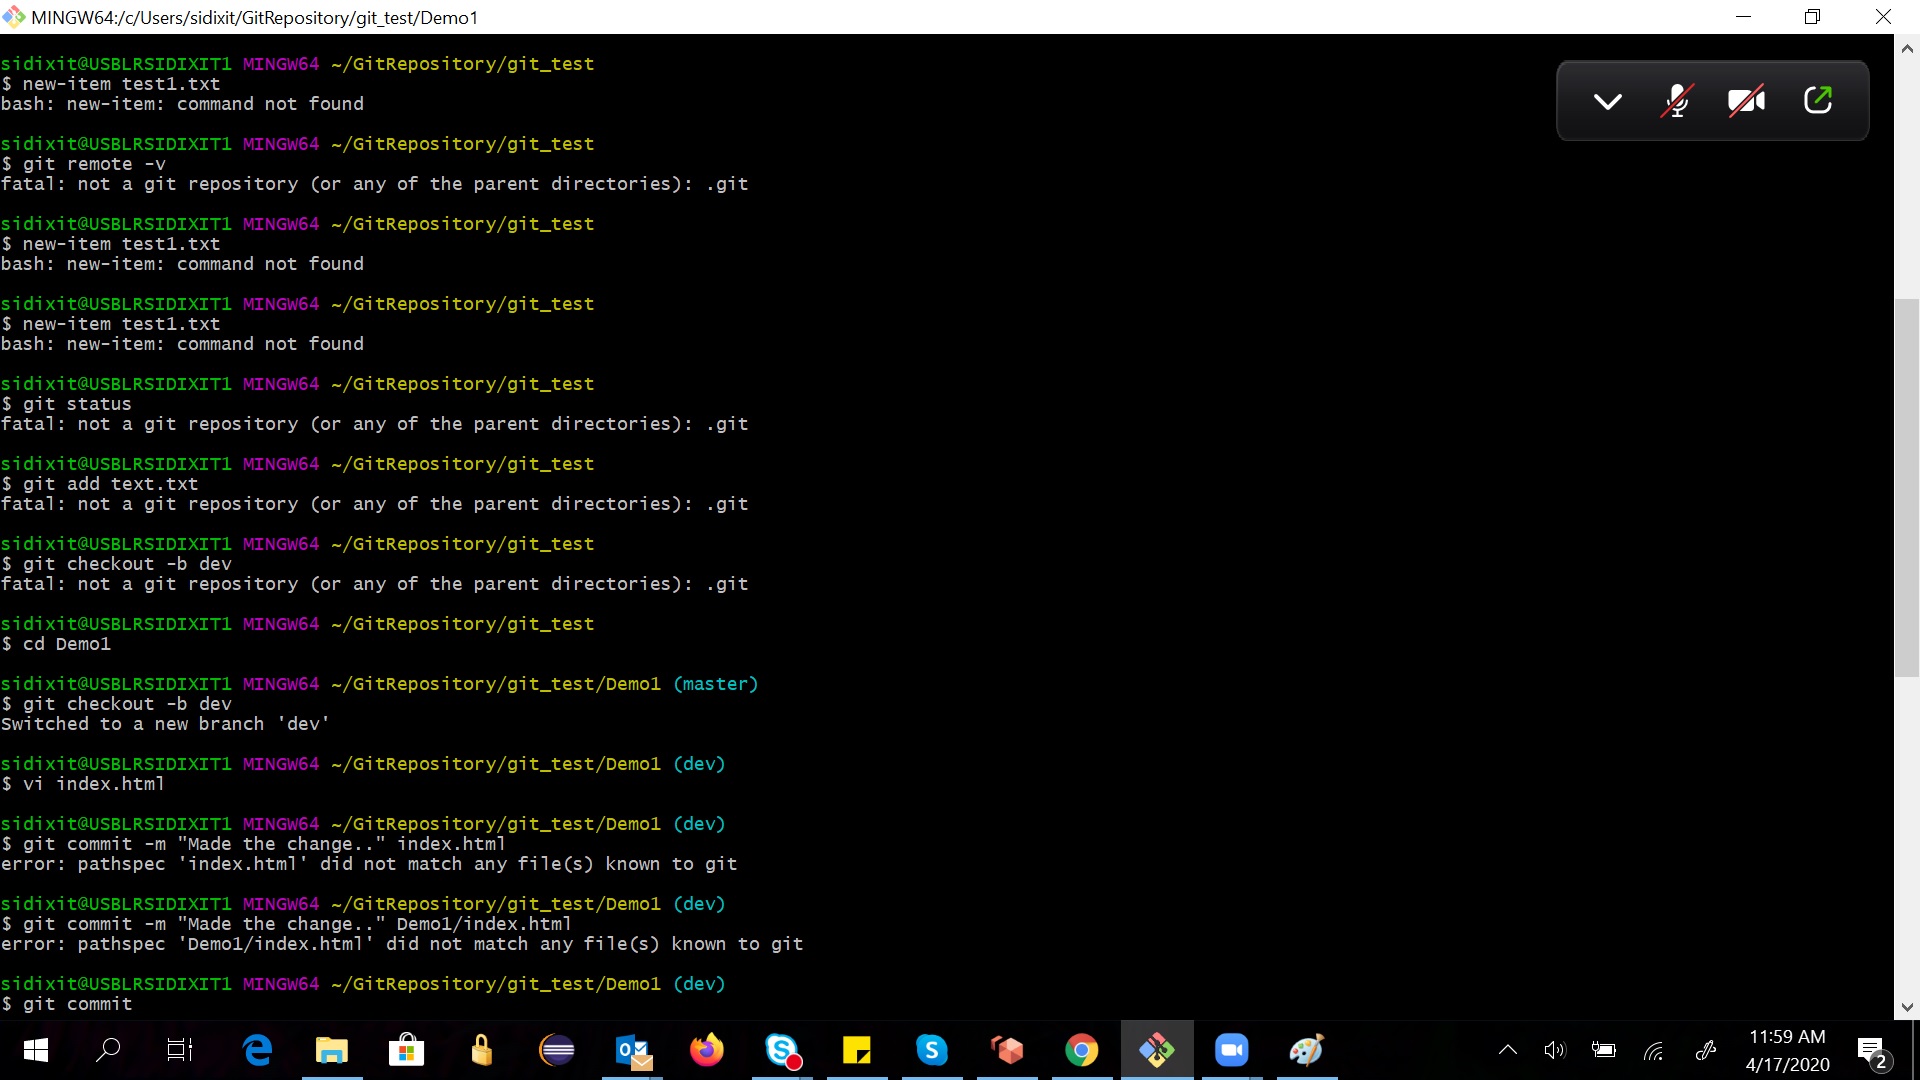 MINGW64:/c/Users/sidixit/GitRepository/git_test/Demo1
sidixit@USBLRSIDIXIT1 MINGW64 ~/GitRepository/git_test
$ new-item test1.txt
bash: new-item: command not found
sidixit@USBLRSIDIXIT1 MINGW64 ~/GitRepository/git_test
$ git remote -v
fatal: not a git repository (or any of the parent directories): .git
sidixit@USBLRSIDIXIT1 MINGW64 ~/GitRepository/git_test
$ new-item test1.txt
bash: new-item: command not found
sidixit@USBLRSIDIXIT1 MINGW64 ~/GitRepository/git_test
$ new-item test1.txt
bash: new-item: command not found
sidixit@USBLRSIDIXIT1 MINGW64 ~/GitRepository/git_test
$ git status
fatal: not a git repository (or any of the parent directories): .git
sidixit@USBLRSIDIXIT1 MINGW64 ~/GitRepository/git_test
$ git add text.txt
fatal: not a git repository (or any of the parent directories): .git
sidixit@USBLRSIDIXIT1 MINGW64 ~/GitRepository/git_test
$ git checkout -b dev
fatal: not a git repository (or any of the parent directories): .git
sidixit@USBLRSIDIXIT1 MINGW64 ~/GitRepository/git_test
$ cd Demo1
sidixit@USBLRSIDIXIT1 MINGW64 ~/GitRepository/git_test/Demo1 (master)
$ git checkout -b dev
Switched to a new branch 'dev'
sidixit@USBLRSIDIXIT1 MINGW64 ~/GitRepository/git_test/Demo1 (dev)
$ vi index.html
sidixit@USBLRSIDIXIT1 MINGW64 ~/GitRepository/git_test/Demo1 (dev)
$ git commit -m "Made the change.." index.html
error: pathspec 'index.html' did not match any file(s) known to git
sidixit@USBLRSIDIXIT1 MINGW64 ~/GitRepository/git_test/Demo1 (dev)
$ git commit -m "Made the change.." Demo1/index.html
error: pathspec 'Demo1/index.html' did not match any file(s) known to git
sidixit@USBLRSIDIXIT1 MINGW64 ~/GitRepository/git_test/Demo1 (dev)
$ git commit
11:59 AM
4/17/2020
2